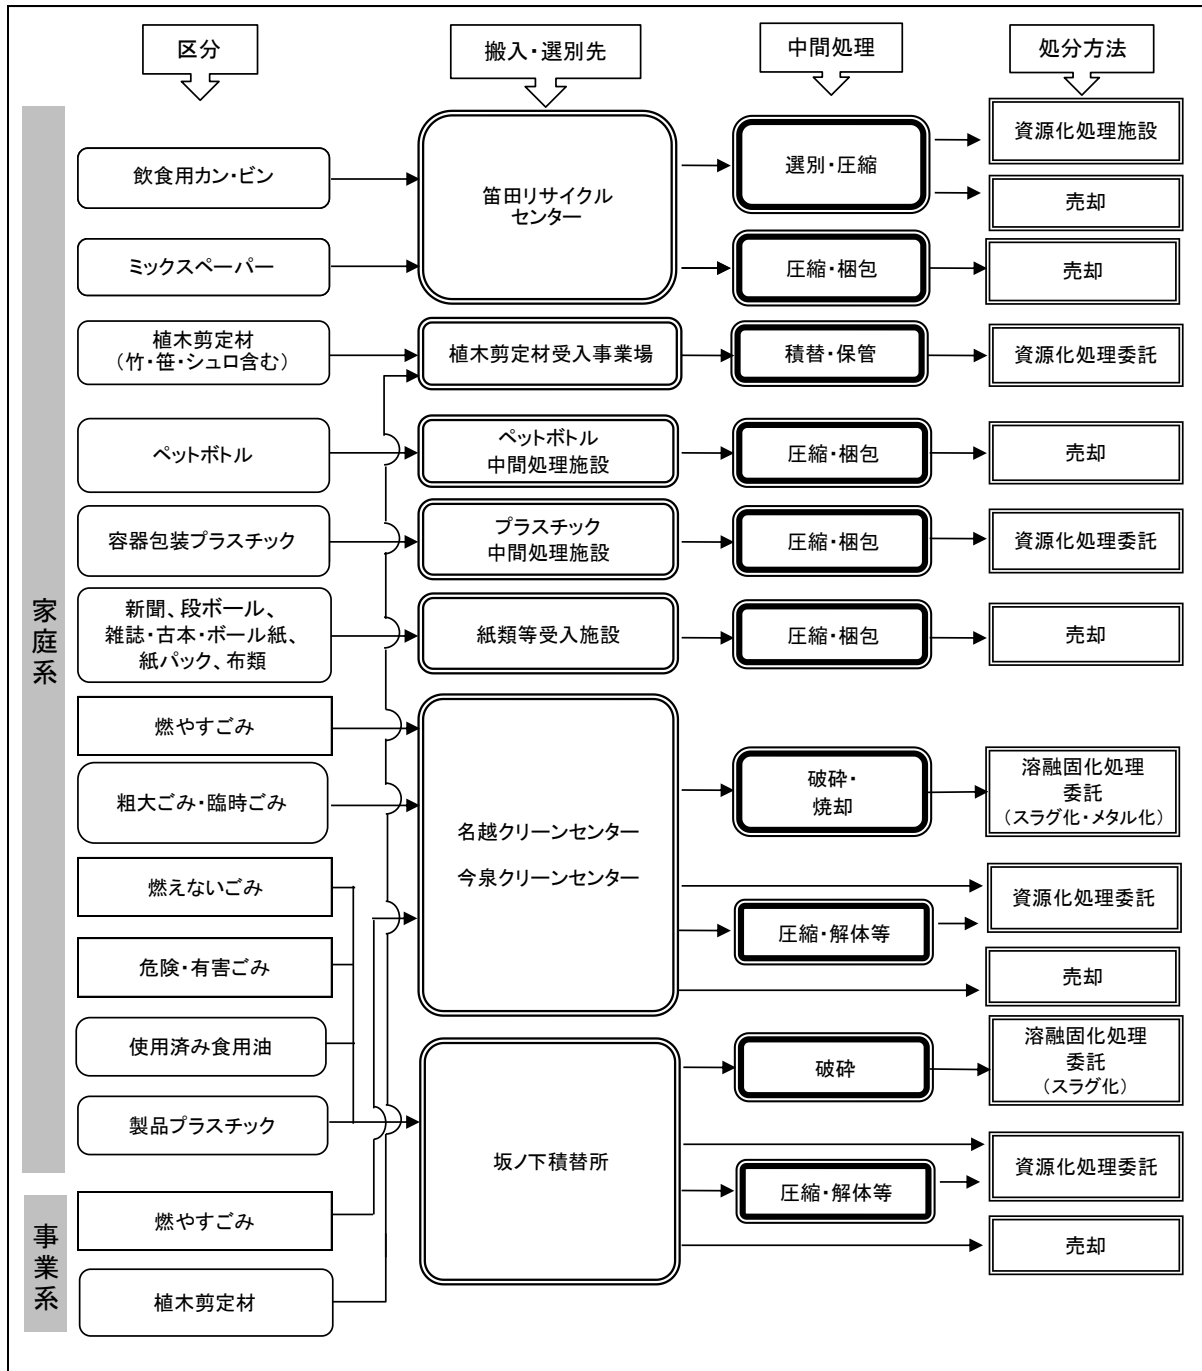 区分
搬入・選別先
中間処理
処分方法
家庭系
飲食用カン・ビン
笛田リサイクル
センター
選別・圧縮
資源化処理施設
売却
ミックスペーパー
圧縮・梱包
売却
植木剪定材
（竹・笹・シュロ含む）
植木剪定材受入事業場
積替・保管
資源化処理委託
ペットボトル
ペットボトル
中間処理施設
圧縮・梱包
売却
容器包装プラスチック
プラスチック
中間処理施設
圧縮・梱包
資源化処理委託
新聞、段ボール、
雑誌・古本・ボール紙、
紙パック、布類
紙類等受入施設
圧縮・梱包
売却
燃やすごみ
粗大ごみ・臨時ごみ
名越クリーンセンター
今泉クリーンセンター
破砕・
焼却
溶融固化処理
委託
（スラグ化・メタル化）
燃えないごみ
資源化処理委託
圧縮・解体等
危険・有害ごみ
売却
使用済み食用油
破砕
溶融固化処理
委託
（スラグ化）
製品プラスチック
坂ノ下積替所
資源化処理委託
圧縮・解体等
売却
事業系
燃やすごみ
植木剪定材